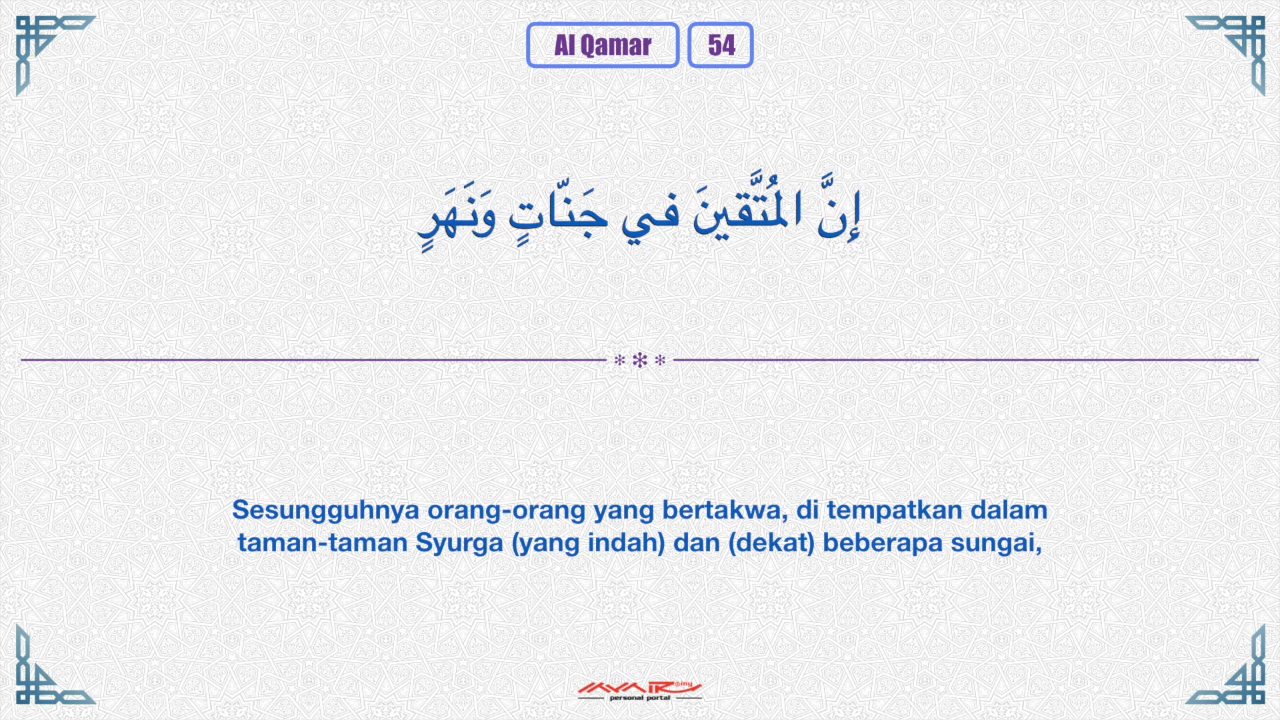 Al Qamar 54
إِنَّ الْمُتَّقِينَ فِي جَنَّاتٍ وَنَهَرٍ
Sesungguhnya orang-orang yang bertakwa, di tempatkan dalam
taman-taman Syurga (yang indah) dan (dekat) beberapa sungai,
personal portal